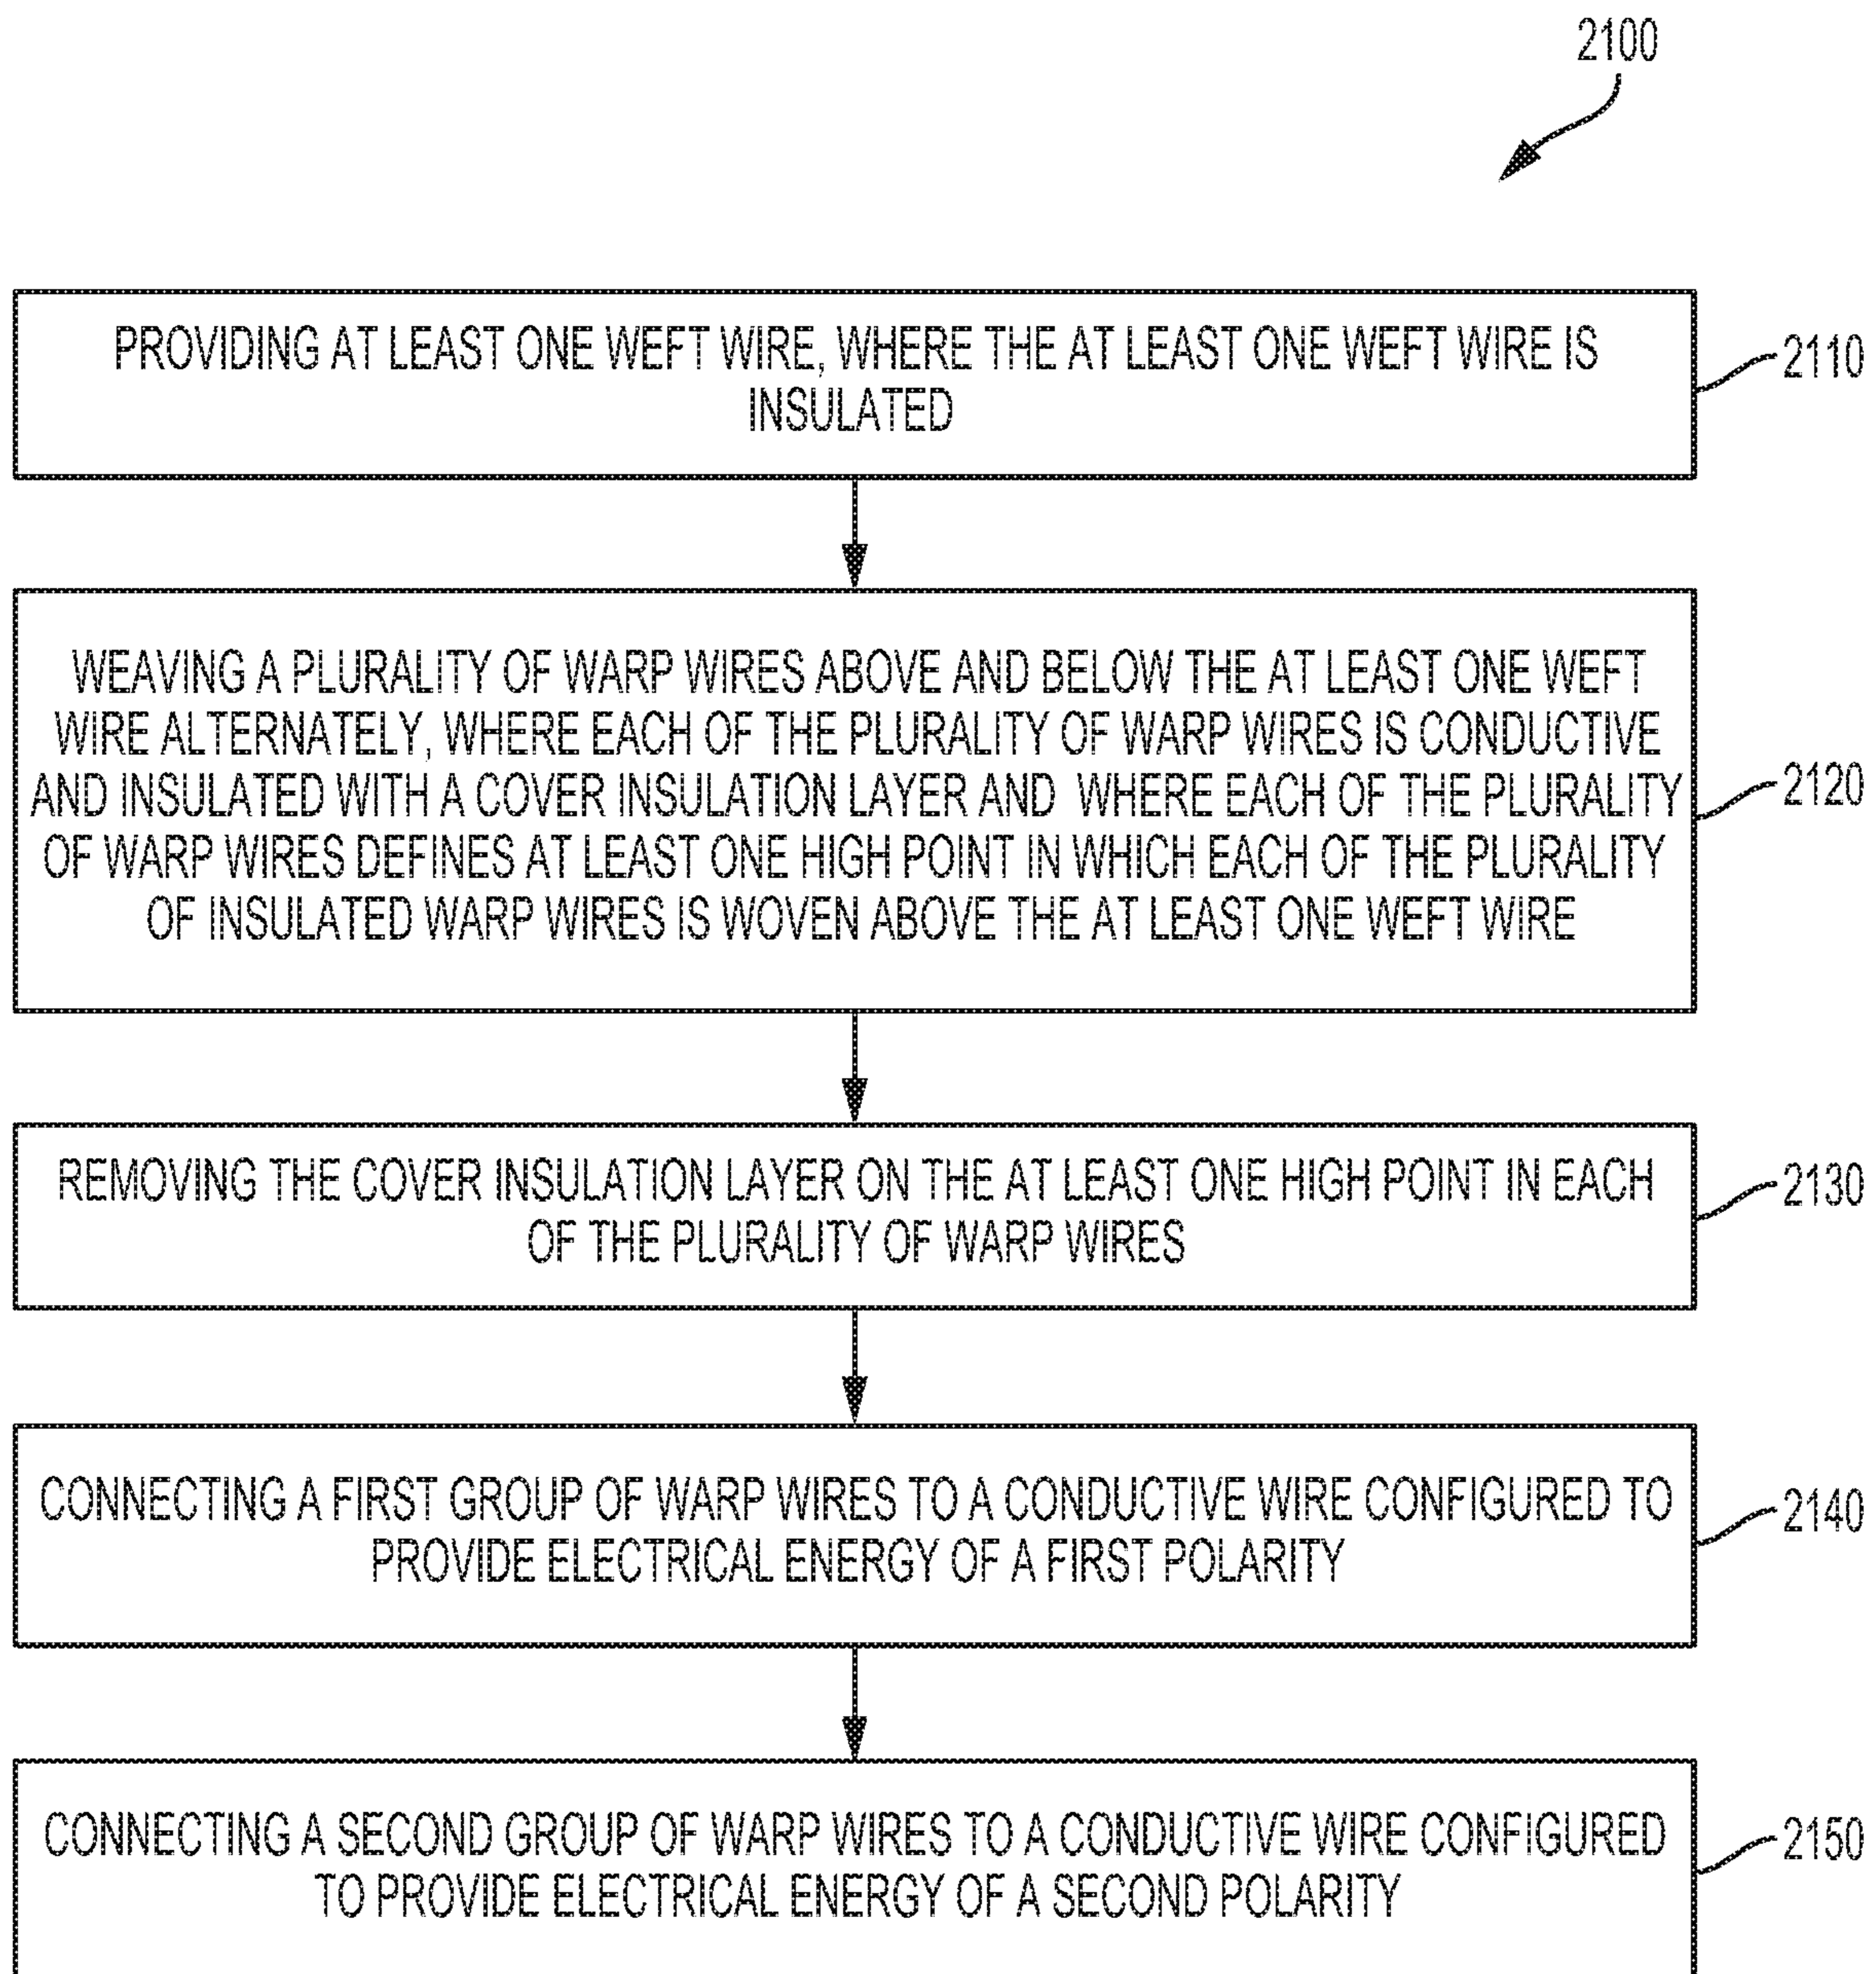 2100
PROVIDING AT LEAST ONE WEFT WIRE, WHERE THE AT LEAST ONE WEFT WIRE IS
INSULATED
2110
WEAVING A PLURALITY OF WARP WIRES ABOVE AND BELOW THE AT LEAST ONE WEFT
WIRE ALTERNATELY, WHERE EACH OF THE PLURALITY OF WARP WIRES IS CONDUCTIVE
AND INSULATED WITH A COVER INSULATION LAYER AND WHERE EACH OF THE PLURALITY
OF WARP WIRES DEFINES AT LEAST ONE HIGH POINT IN WHICH EACH OF THE PLURALITY
OF INSULATED WARP WIRES IS WOVEN ABOVE THE AT LEAST ONE WEFT WIRE
2120
REMOVING THE COVER INSULATION LAYER ON THE AT LEAST ONE HIGH POINT IN EACH
OF THE PLURALITY OF WARP WIRES
2130
CONNECTING A FIRST GROUP OF WARP WIRES TO A CONDUCTIVE WIRE CONFIGURED TO
PROVIDE ELECTRICAL ENERGY OF A FIRST POLARITY
2140
CONNECTING A SECOND GROUP OF WARP WIRES TO A CONDUCTIVE WIRE CONFIGURED
TO PROVIDE ELECTRICAL ENERGY OF A SECOND POLARITY
2150